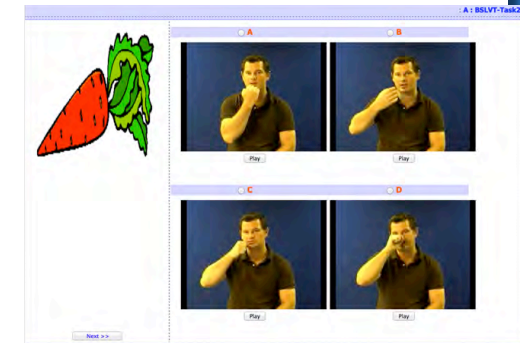 : A : BSLVT-Task2
A
B
Play
Play
C
D
Play
Play
Next >>